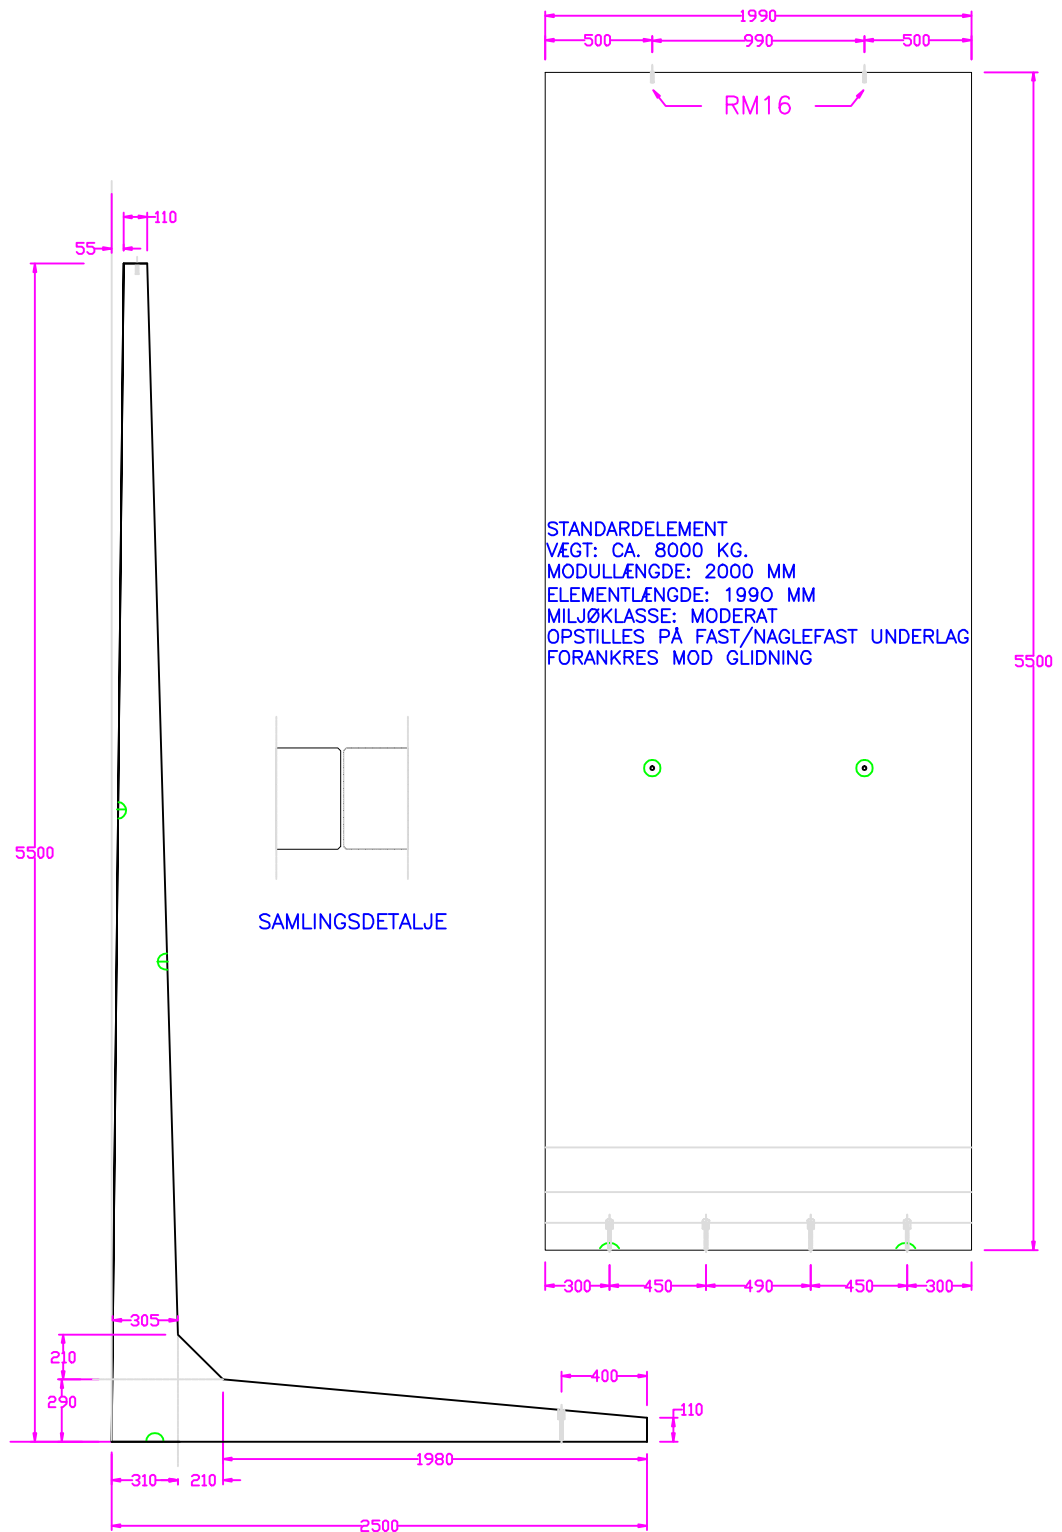 1990
500 990 500
RM16
110
55
STANDARDELEMENT
VÆGT: CA. 8000 KG.
MODULLÆNGDE: 2000 MM
ELEMENTLÆNGDE: 1990 MM
MILJØKLASSE: MODERAT
OPSTILLES PÅ FAST/NAGLEFAST UNDERLAG
FORANKRES MOD GLIDNING
5500
5500
SAMLINGSDETALJE
300 450 490 450 300
305
210
290
400
110
1980
310 210
2500